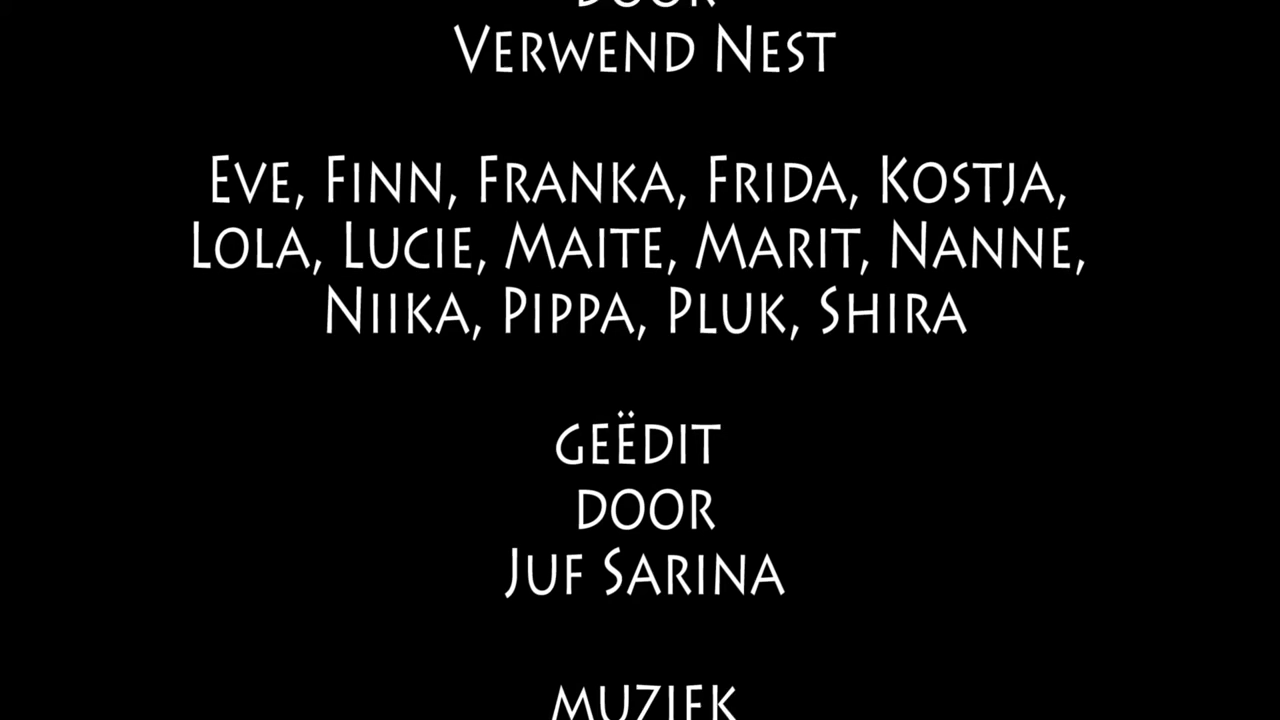 DOOR
VERWEND NEST
EVE, FINN, FRANKA, FRIDA, KOSTJA,
LOLA, LUCIE, MAITE, MARIT, NANNE,
NIIKA, PIPPA, PLUK, SHIRA
GEËDIT
DOOR
JUF SARINA
MUZIEK